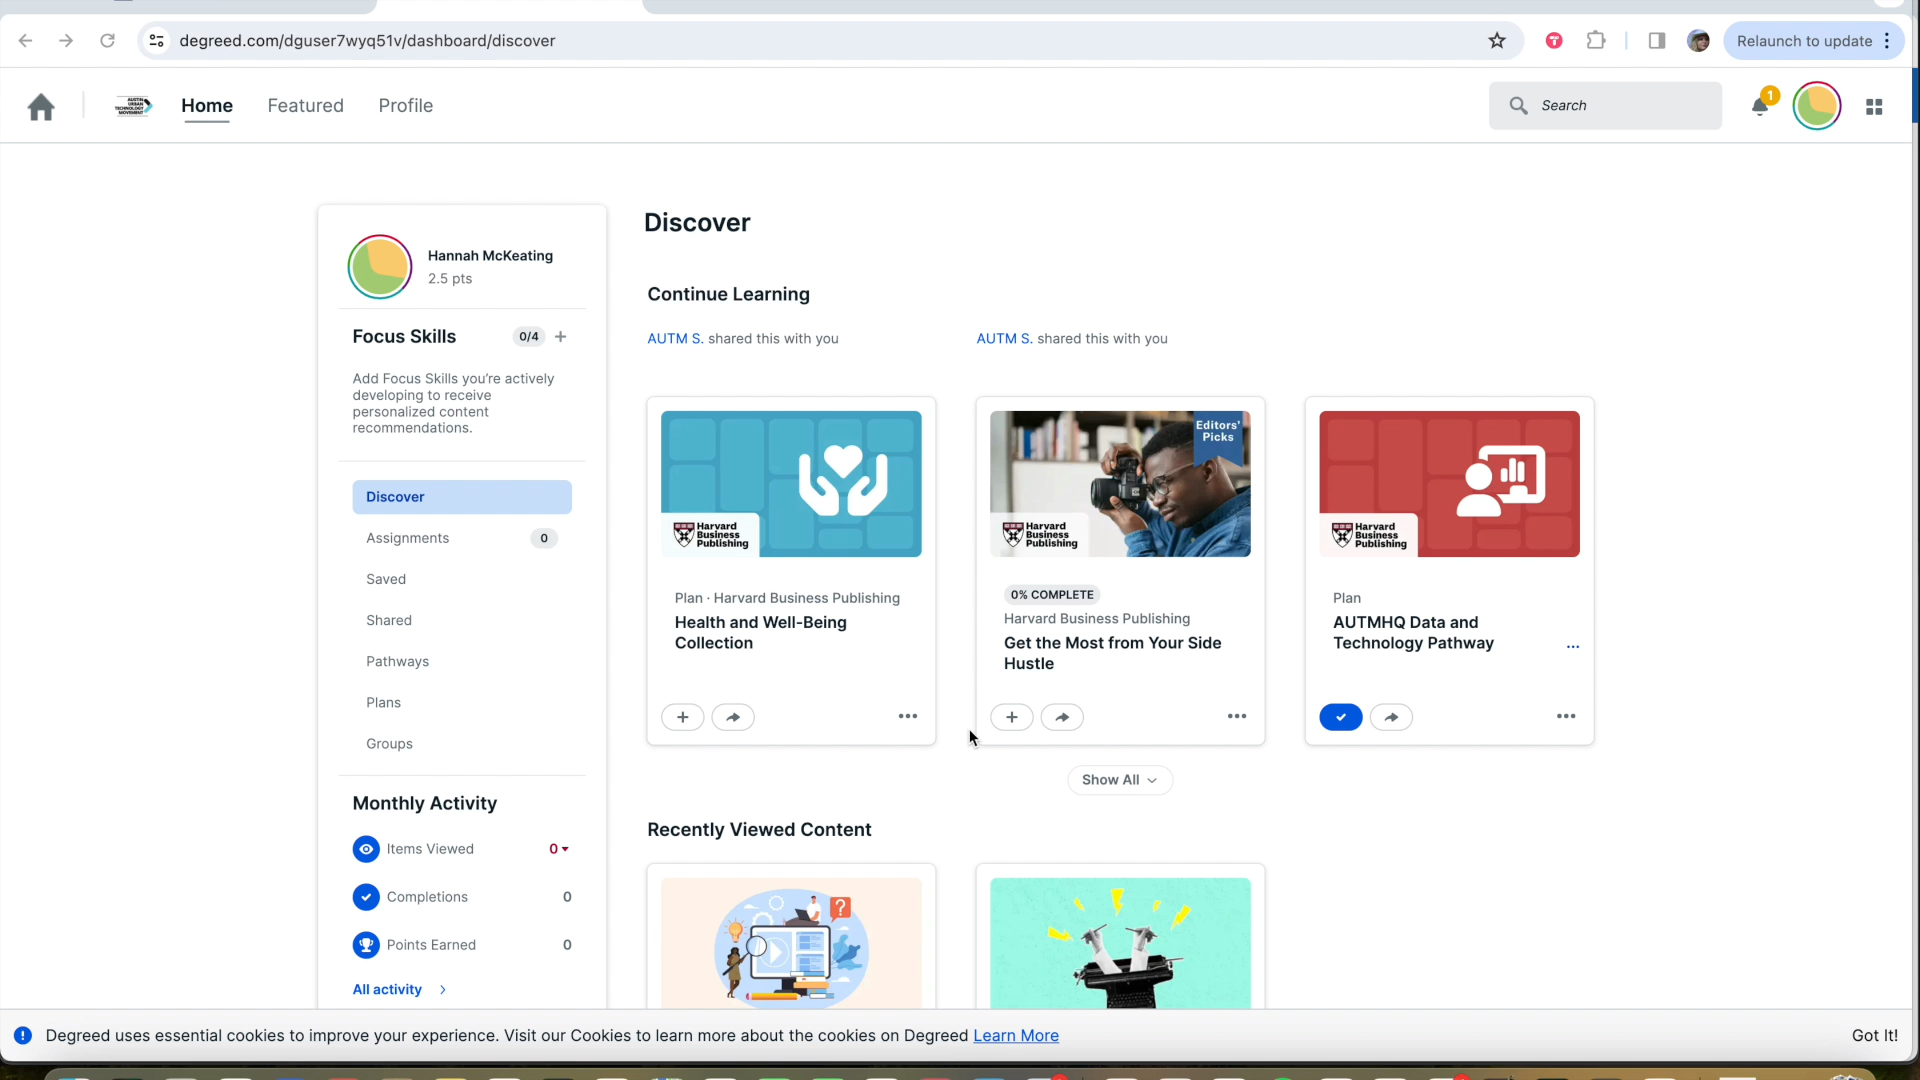 degreed.com/dguser7wyq51v/dashboard/discover
Relaunch to update
AUSTIN
URBAN
TECHNOLOGY
MOVEMENT
Home
Featured
Profile
Search
1
Hannah McKeating
2.5 pts
Focus Skills
0/4
Add Focus Skills you're actively
developing to receive
personalized content
recommendations.
Discover
Assignments
0
Saved
Shared
Pathways
Plans
Groups
Monthly Activity
Items Viewed
0
Completions
0
Points Earned
0
All activity
Discover
Continue Learning
AUTM S. shared this with you
AUTM S. shared this with you
Harvard
Business
Publishing
Plan · Harvard Business Publishing
Health and Well-Being
Collection
Editors'
Picks
Harvard
Business
Publishing
0% COMPLETE
Harvard Business Publishing
Get the Most from Your Side
Hustle
Harvard
Business
Publishing
Plan
AUTMHQ Data and
Technology Pathway
...
Show All
Recently Viewed Content
?
Degreed uses essential cookies to improve your experience. Visit our Cookies to learn more about the cookies on Degreed Learn More
Got It!